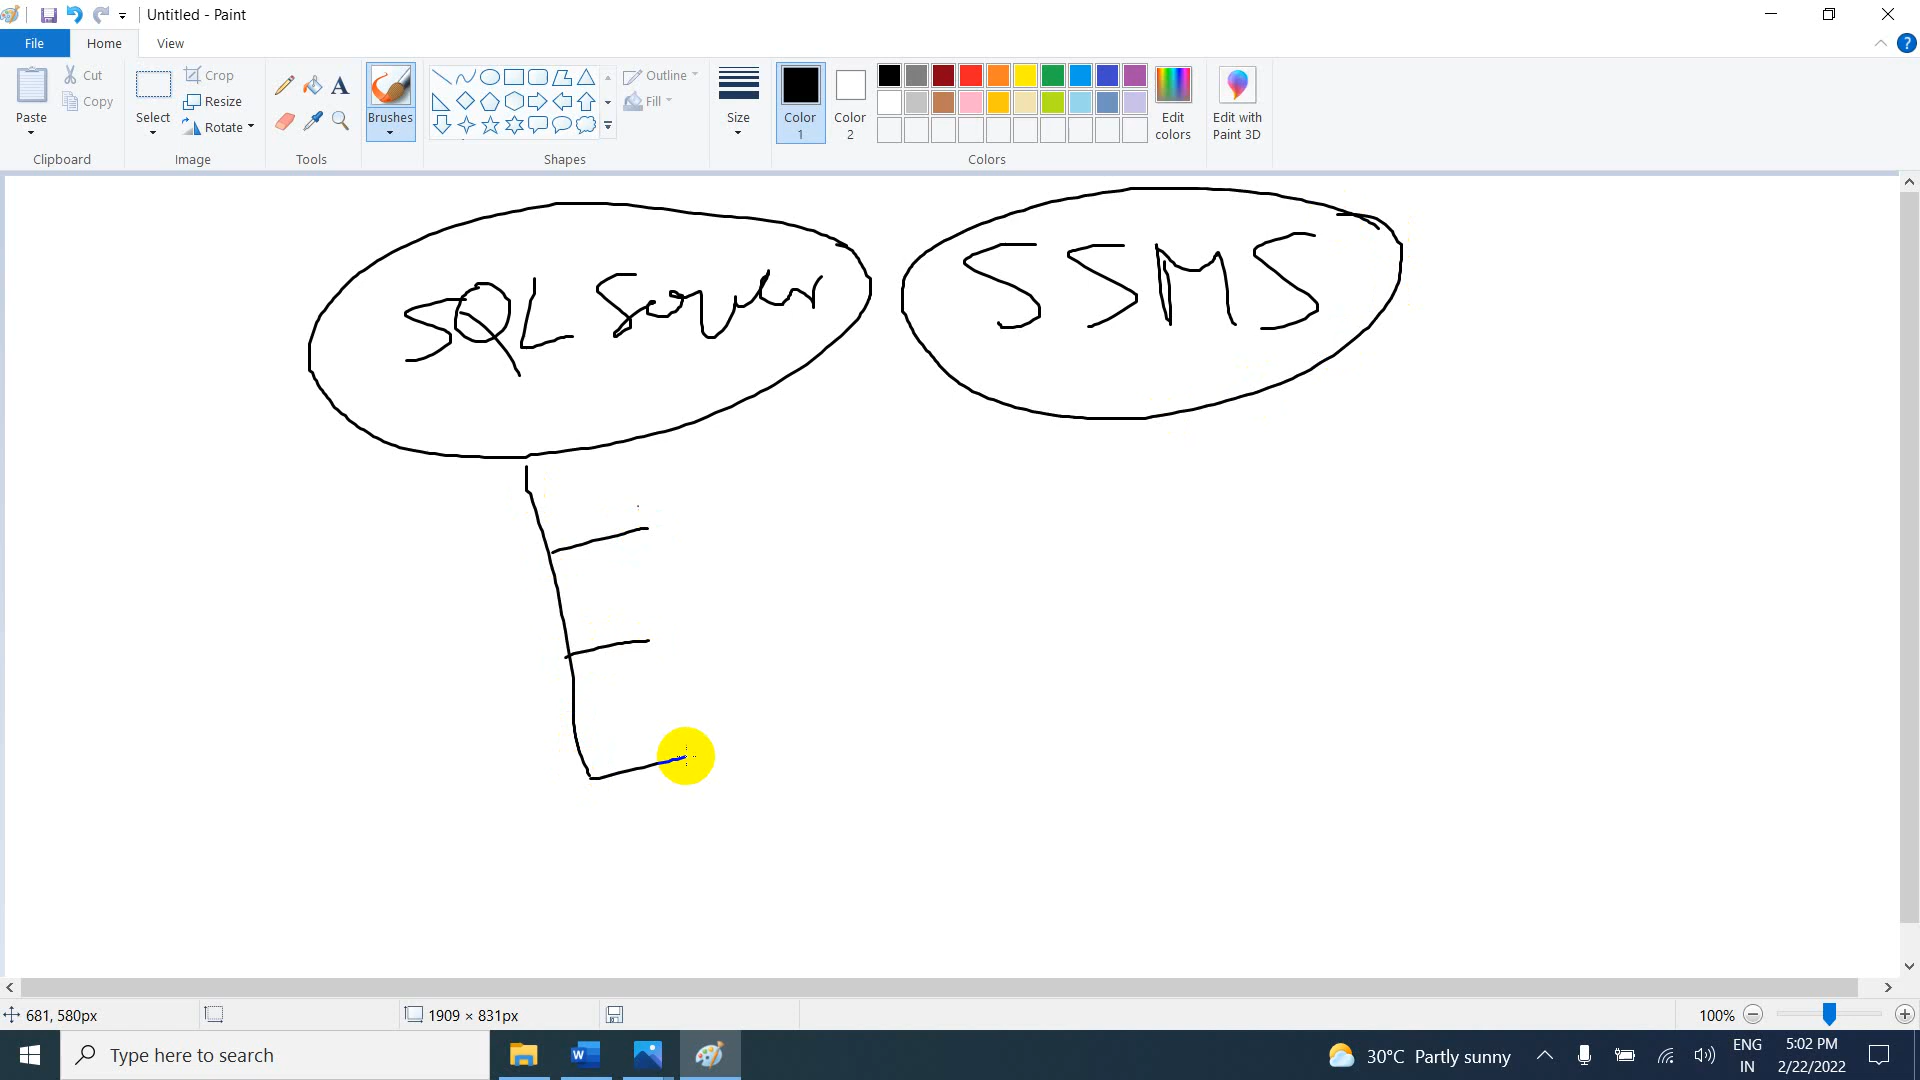 Untitled - Paint
File Home View
Paste
Cut
Copy
Clipboard
Select
Crop
Resize
Rotate
Image
A
Tools
Brushes
Outline
Fill
Shapes
Size
Color 1
Color 2
Edit colors
Edit with Paint 3D
Colors
SQL Server
SSMS
681, 580px
1909 × 831px
100%
Type here to search
30°C Partly sunny
ENG
IN
5:02 PM
2/22/2022